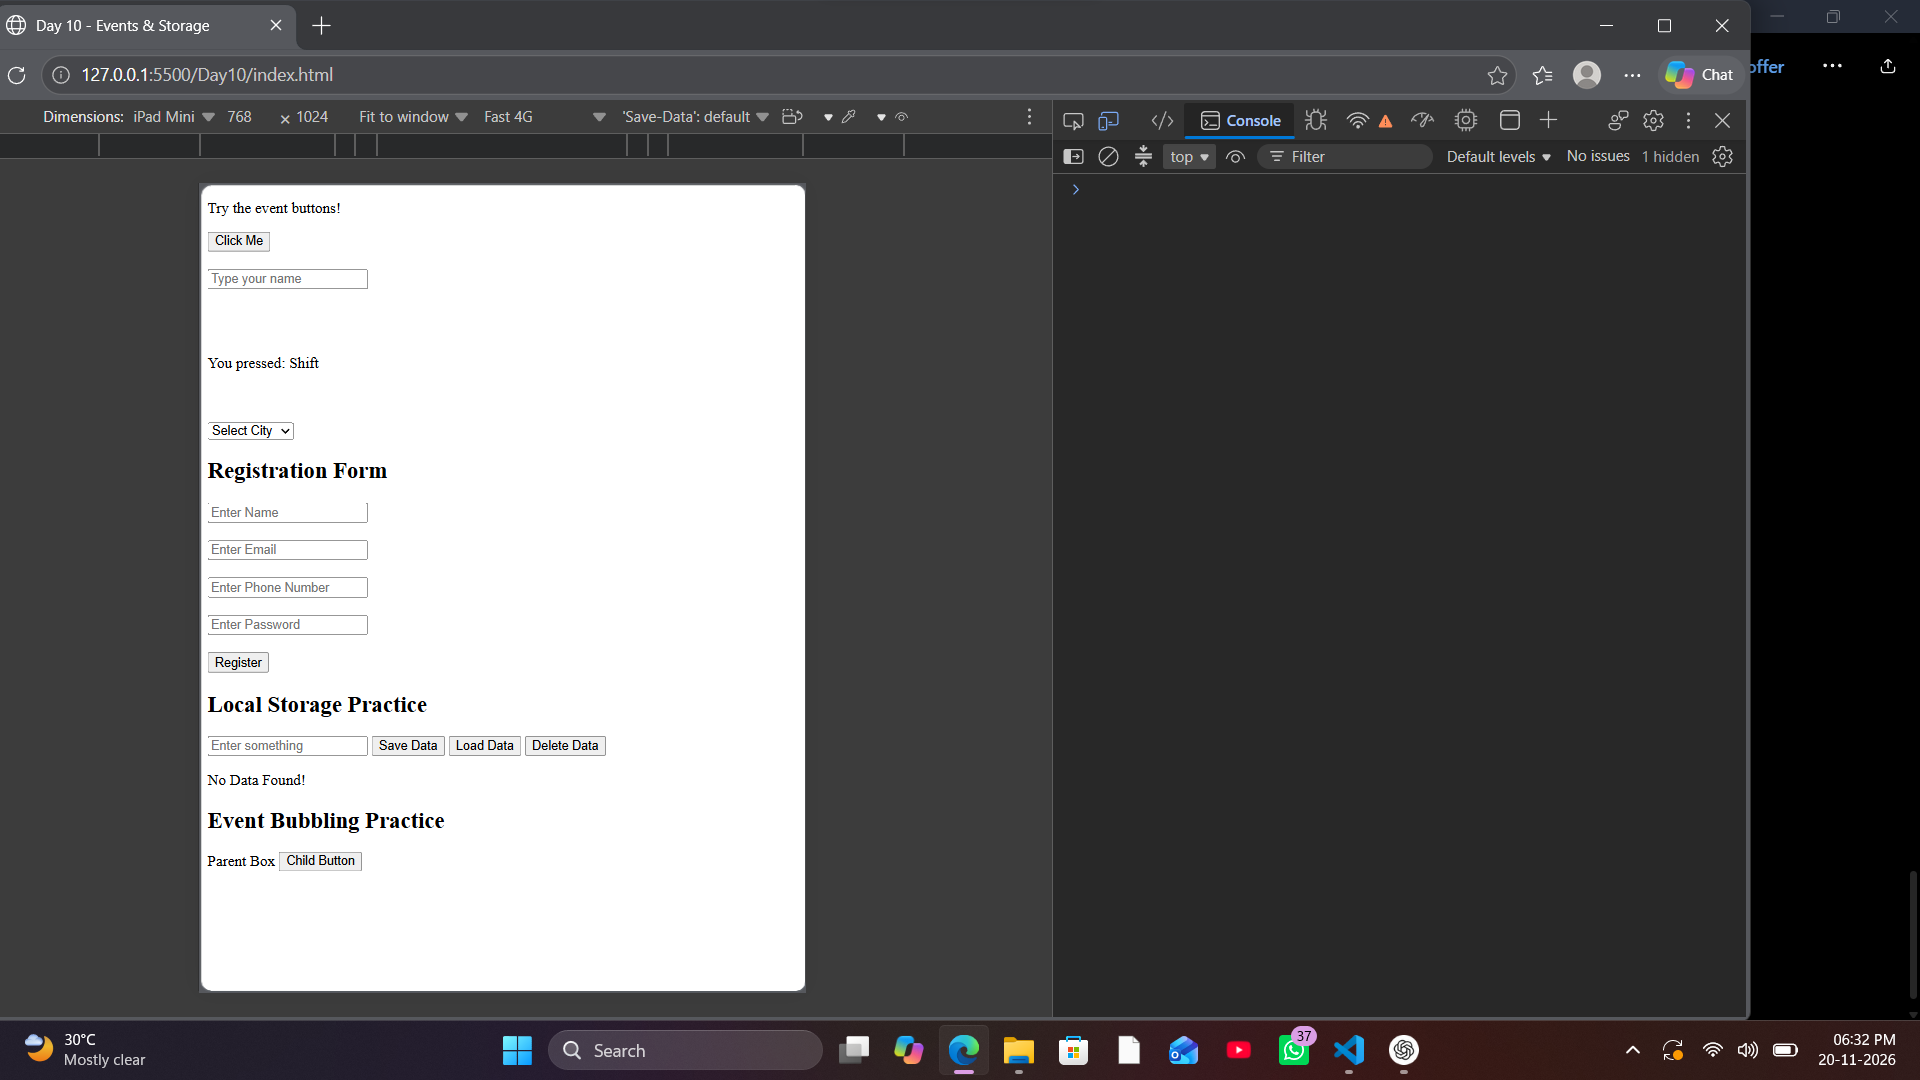 Day 10 - Events & Storage
127.0.0.1:5500/Day10/index.html
Chat
offer
Dimensions: iPad Mini 768 × 1024 Fit to window Fast 4G 'Save-Data': default
Console
top Filter Default levels No issues 1 hidden
Try the event buttons!
Click Me
Type your name
You pressed: Shift
Select City
Registration Form
Enter Name
Enter Email
Enter Phone Number
Enter Password
Register
Local Storage Practice
Enter something Save Data Load Data Delete Data
No Data Found!
Event Bubbling Practice
Parent Box Child Button
30°C
Mostly clear
Search
37
06:32 PM
20-11-2026